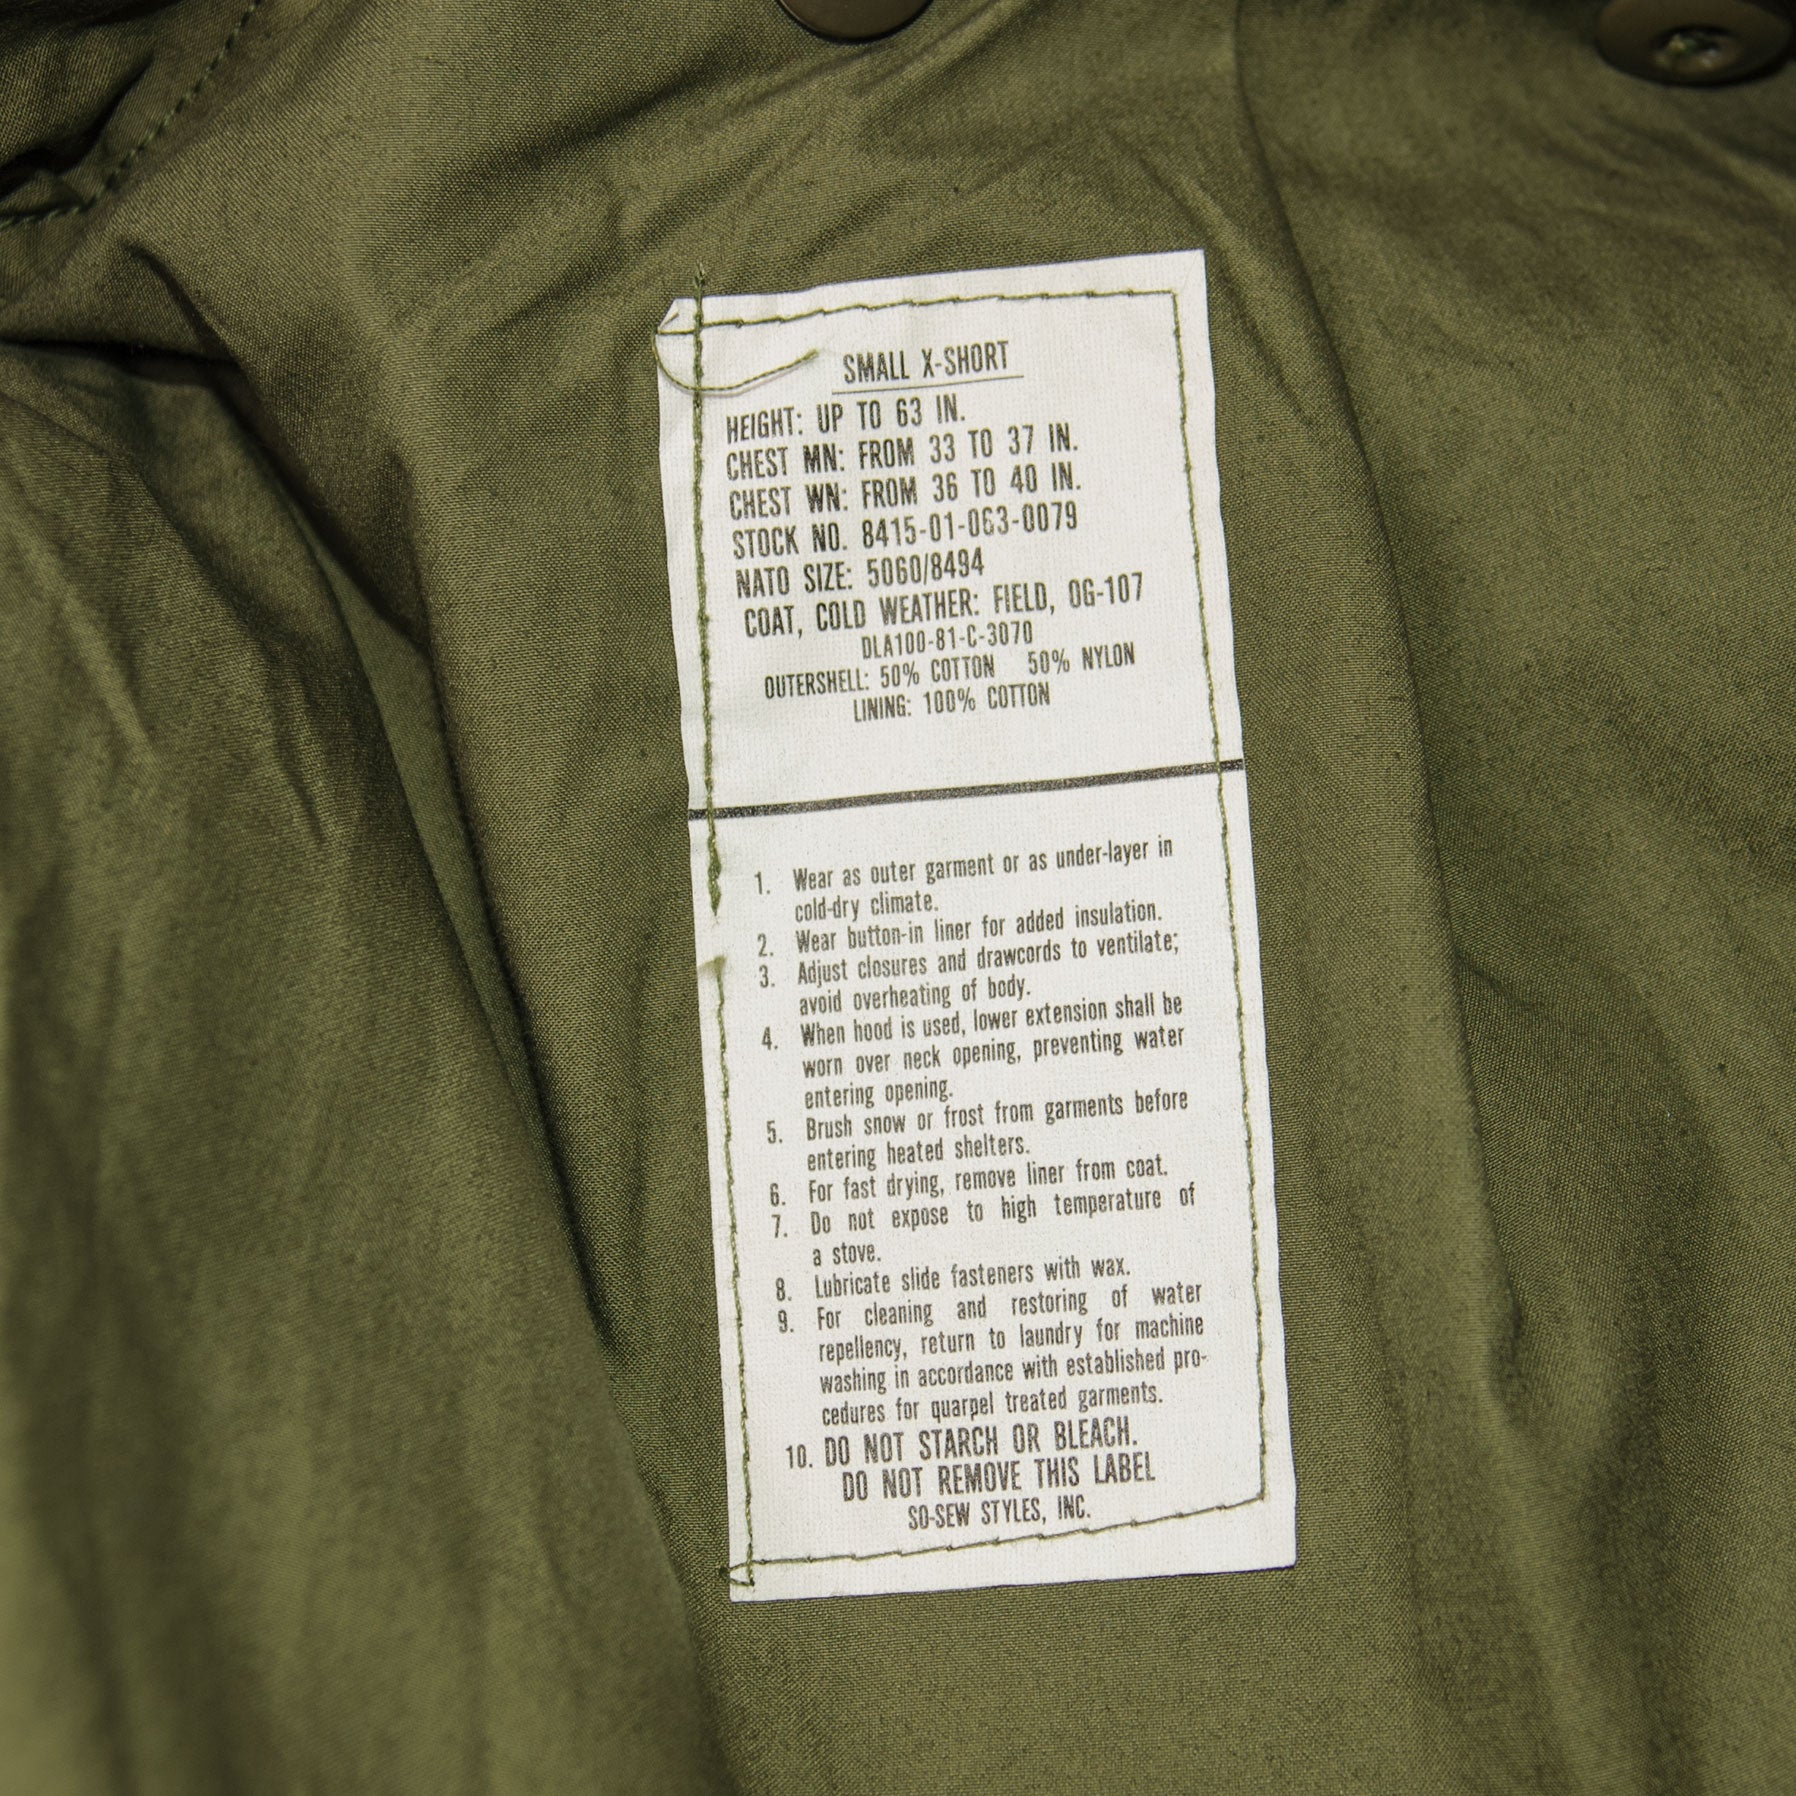 SMALL X-SHORT
HEIGHT: UP TO 63 IN.
CHEST MN: FROM 33 TO 37 IN.
CHEST WN: FROM 36 TO 40 IN.
STOCK NO. 8415-01-063-0079
NATO SIZE: 5060/8494
COAT, COLD WEATHER: FIELD, OG-107
DLA100-81-C-3070
OUTERSHELL: 50% COTTON 50% NYLON
LINING: 100% COTTON
1. Wear as outer garment or as under-layer in
cold-dry climate.
2. Wear button-in liner for added insulation.
3. Adjust closures and drawcords to ventilate;
avoid overheating of body.
4. When hood is used, lower extension shall be
worn over neck opening, preventing water
entering opening.
5. Brush snow or frost from garments before
entering heated shelters.
6. For fast drying, remove liner from coat.
7. Do not expose to high temperature of
a stove.
8. Lubricate slide fasteners with wax.
9. For cleaning and restoring of water
repellency, return to laundry for machine
washing in accordance with established pro-
cedures for quarpel treated garments.
10. DO NOT STARCH OR BLEACH.
DO NOT REMOVE THIS LABEL
SO-SEW STYLES, INC.